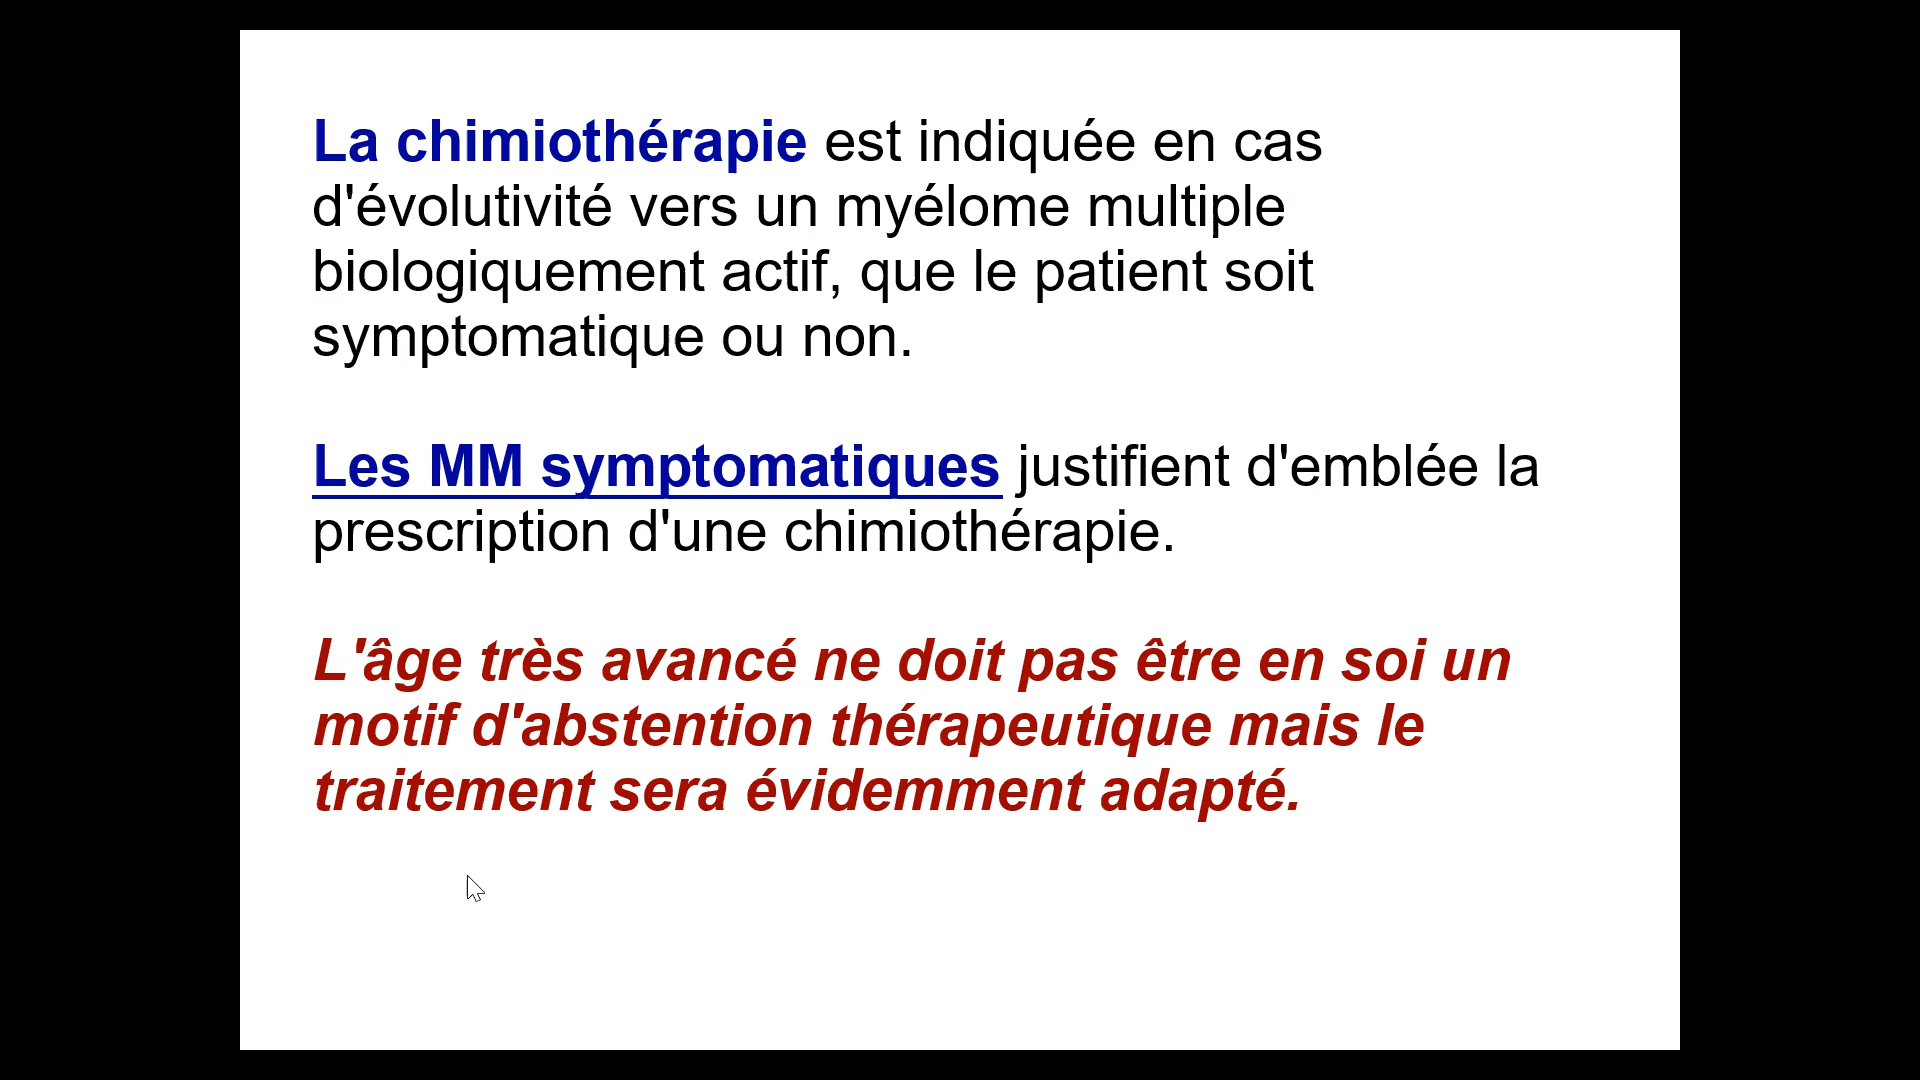 La chimiothérapie est indiquée en cas
d'évolutivité vers un myélome multiple
biologiquement actif, que le patient soit
symptomatique ou non.
Les MM symptomatiques justifient d'emblée la
prescription d'une chimiothérapie.
L'âge très avancé ne doit pas être en soi un
motif d'abstention thérapeutique mais le
traitement sera évidemment adapté.